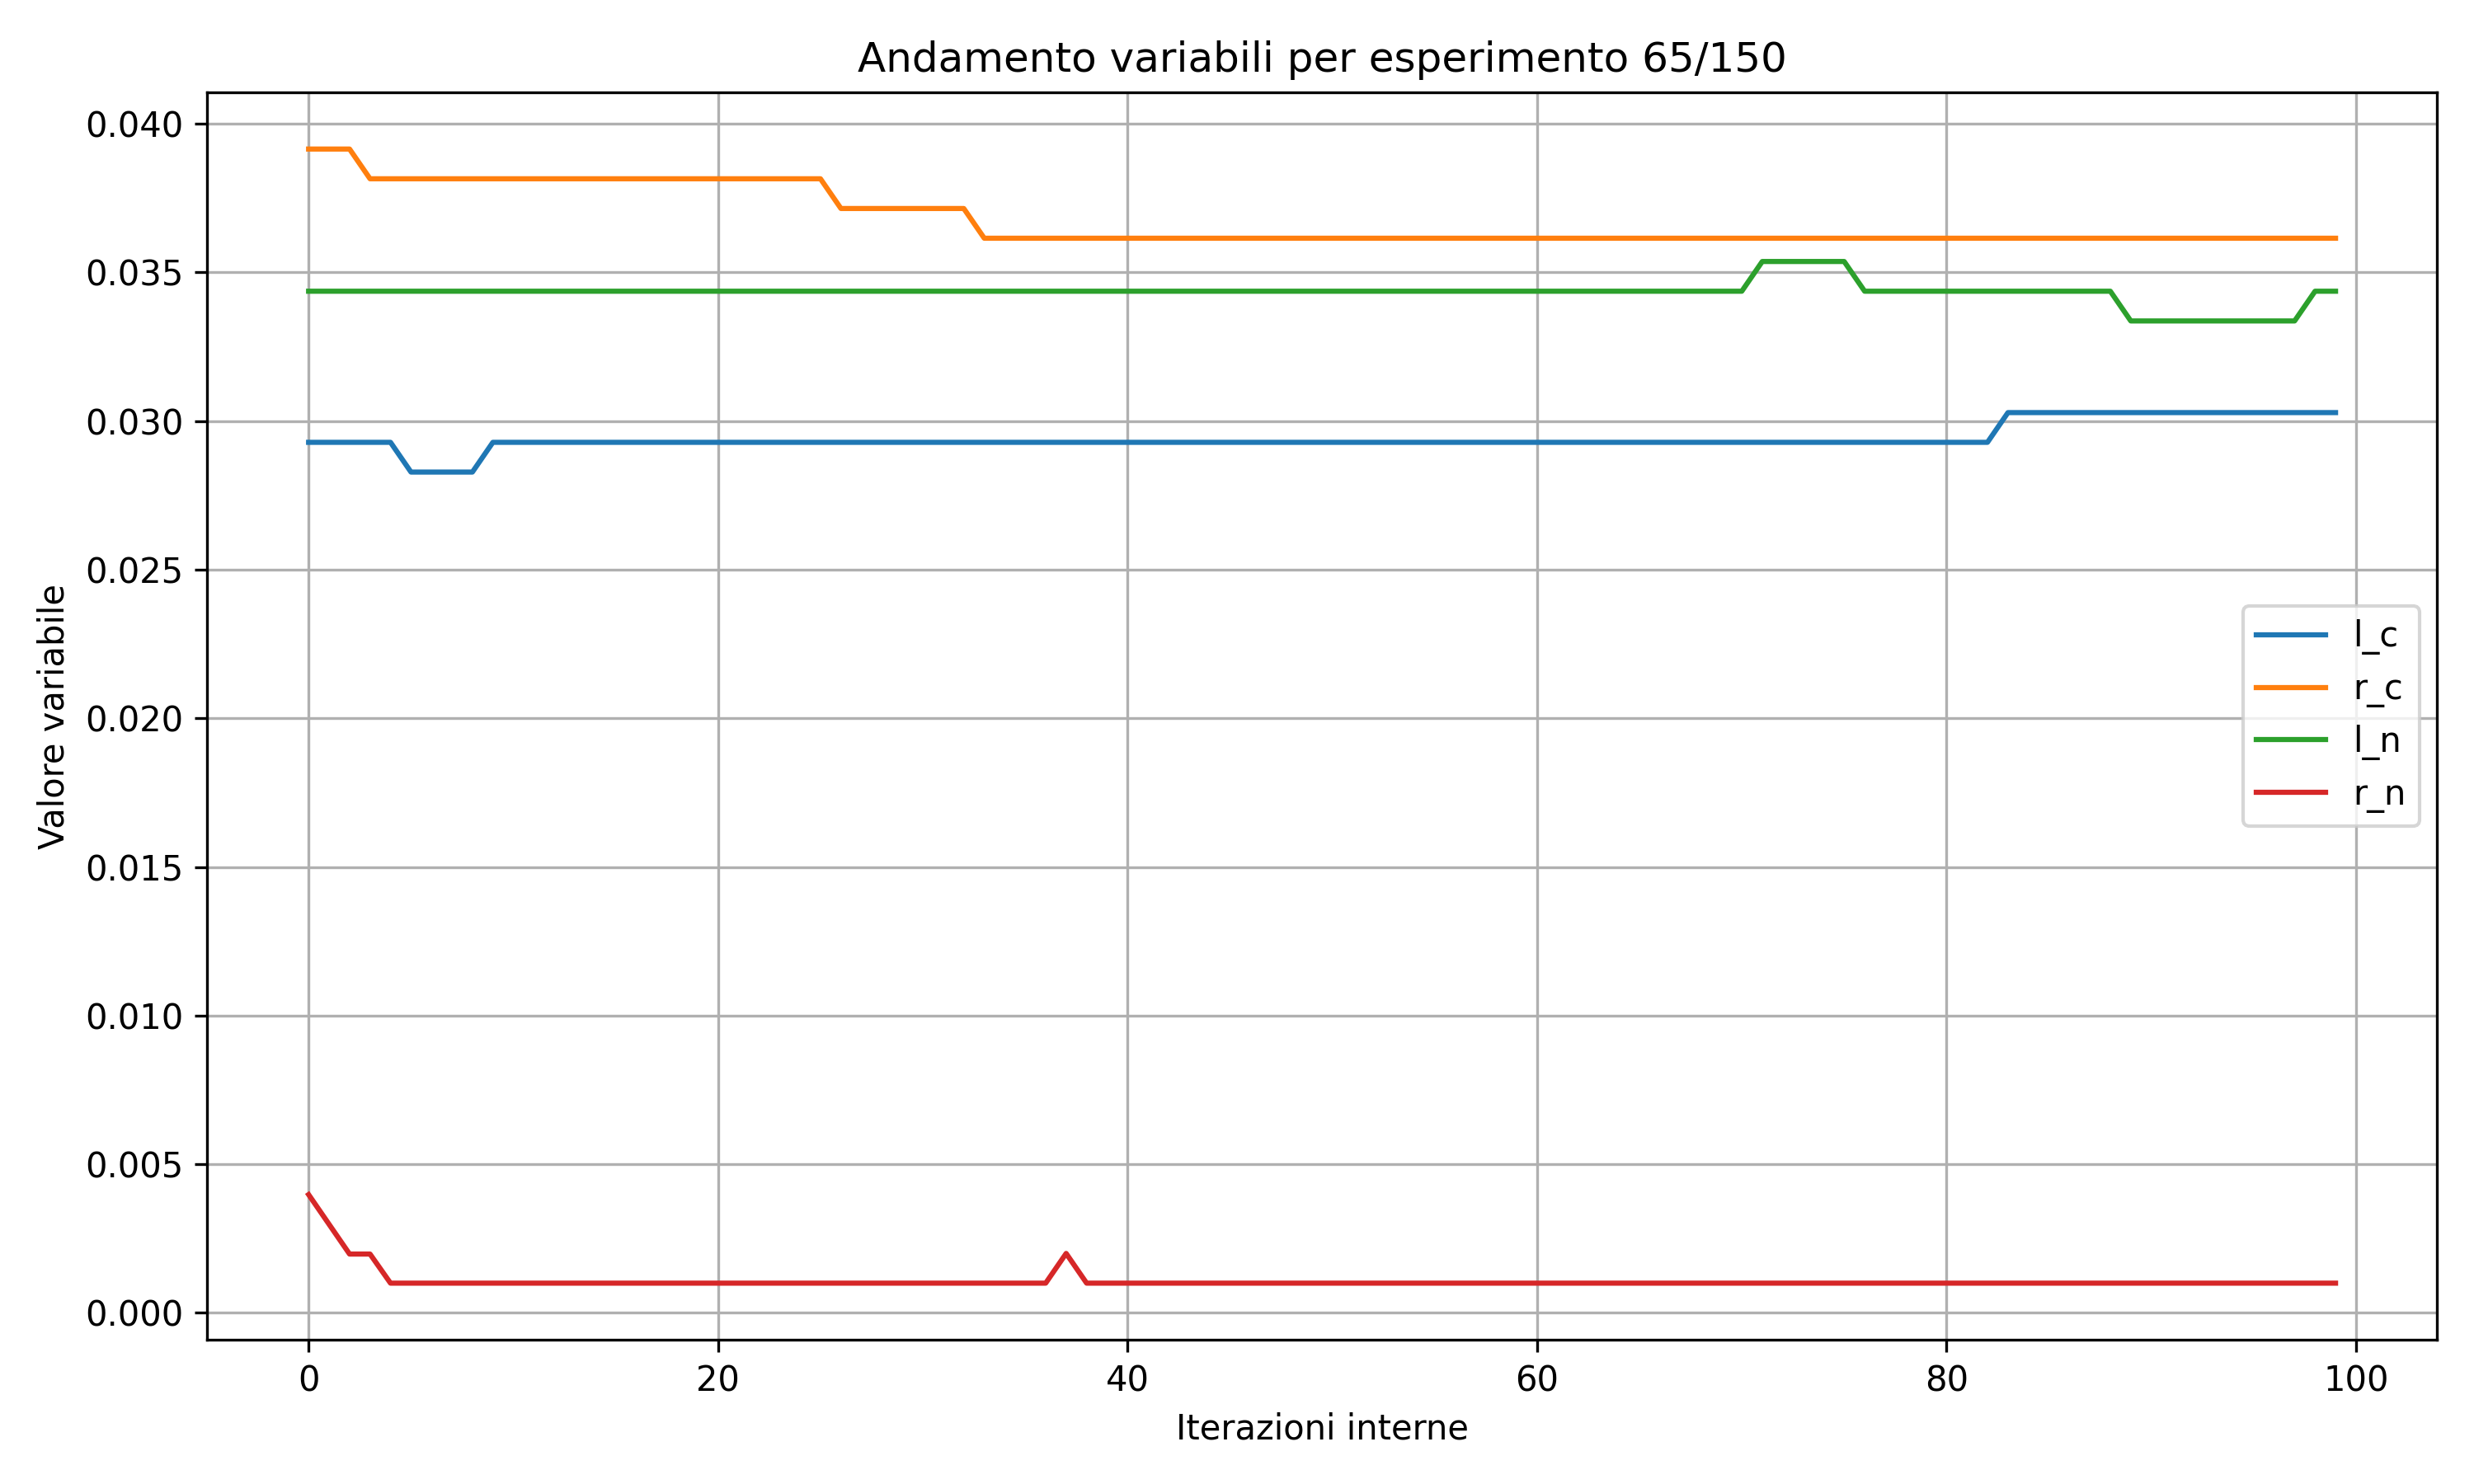 Andamento variabili per esperimento 65/150
Valore variabile
0.040
0.035
0.030
0.025
0.020
0.015
0.010
0.005
0.000
l_c
r_c
l_n
r_n
0 20 40 60 80 100
Iterazioni interne